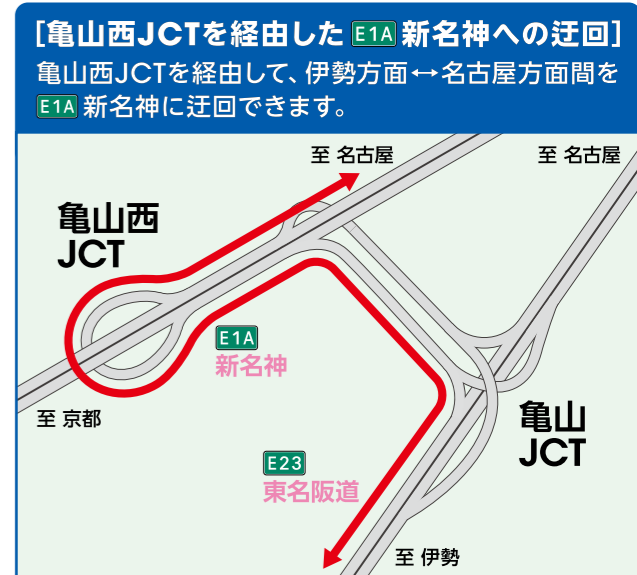 [亀山西JCTを経由した E1A 新名神への迂回]
亀山西JCTを経由して、伊勢方面↔名古屋方面間を
E1A 新名神に迂回できます。
至 名古屋
至 名古屋
亀山西
JCT
E1A
新名神
至 京都
亀山
JCT
E23
東名阪道
至 伊勢